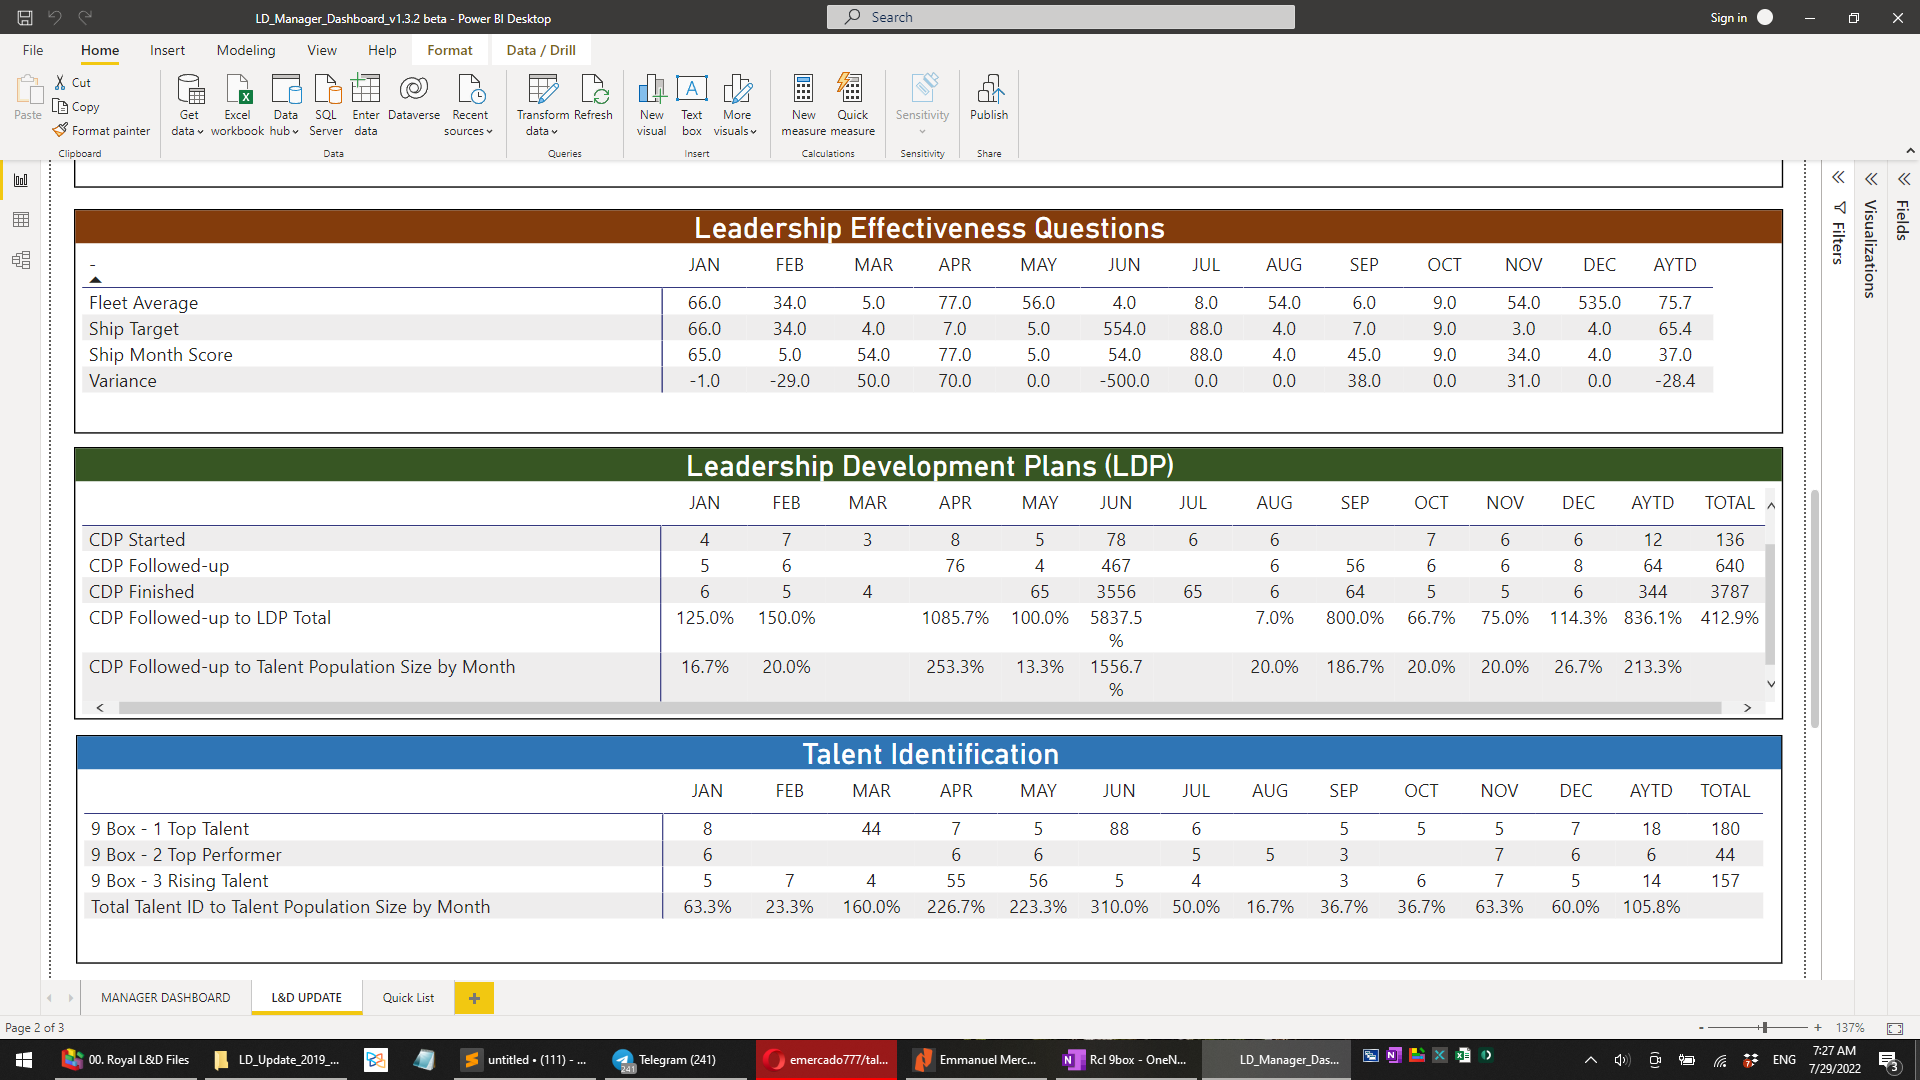 LD_Manager_Dashboard_v1.3.2 beta - Power BI Desktop
Search
Sign in
File Home Insert Modeling View Help Format Data / Drill
Paste
Cut
Copy
Format painter
Clipboard
Get data
Excel workbook
Data hub
SQL Server
Enter data
Dataverse
Recent sources
Data
Transform data
Refresh
Queries
New visual
Text box
More visuals
Insert
New measure
Quick measure
Calculations
Sensitivity
Sensitivity
Publish
Share
Filters
Visualizations
Fields
Leadership Effectiveness Questions
- JAN FEB MAR APR MAY JUN JUL AUG SEP OCT NOV DEC AYTD
Fleet Average 66.0 34.0 5.0 77.0 56.0 4.0 8.0 54.0 6.0 9.0 54.0 535.0 75.7
Ship Target 66.0 34.0 4.0 7.0 5.0 554.0 88.0 4.0 7.0 9.0 3.0 4.0 65.4
Ship Month Score 65.0 5.0 54.0 77.0 5.0 54.0 88.0 4.0 45.0 9.0 34.0 4.0 37.0
Variance -1.0 -29.0 50.0 70.0 0.0 -500.0 0.0 0.0 38.0 0.0 31.0 0.0 -28.4
Leadership Development Plans (LDP)
JAN FEB MAR APR MAY JUN JUL AUG SEP OCT NOV DEC AYTD TOTAL
CDP Started 4 7 3 8 5 78 6 6 7 6 6 12 136
CDP Followed-up 5 6 76 4 467 6 56 6 6 8 64 640
CDP Finished 6 5 4 65 3556 65 6 64 5 5 6 344 3787
CDP Followed-up to LDP Total 125.0% 150.0% 1085.7% 100.0% 5837.5% 7.0% 800.0% 66.7% 75.0% 114.3% 836.1% 412.9%
CDP Followed-up to Talent Population Size by Month 16.7% 20.0% 253.3% 13.3% 1556.7% 20.0% 186.7% 20.0% 20.0% 26.7% 213.3%
Talent Identification
JAN FEB MAR APR MAY JUN JUL AUG SEP OCT NOV DEC AYTD TOTAL
9 Box - 1 Top Talent 8 44 7 5 88 6 5 5 5 7 18 180
9 Box - 2 Top Performer 6 6 6 5 5 3 7 6 6 44
9 Box - 3 Rising Talent 5 7 4 55 56 5 4 3 6 7 5 14 157
Total Talent ID to Talent Population Size by Month 63.3% 23.3% 160.0% 226.7% 223.3% 310.0% 50.0% 16.7% 36.7% 36.7% 63.3% 60.0% 105.8%
MANAGER DASHBOARD L&D UPDATE Quick List +
Page 2 of 3
- + 137%
00. Royal L&D Files
LD_Update_2019_...
untitled • (111) - ...
241
Telegram (241)
emercado777/tal...
Emmanuel Merc...
Rcl 9box - OneN...
LD_Manager_Das...
ENG
7:27 AM
7/29/2022
3